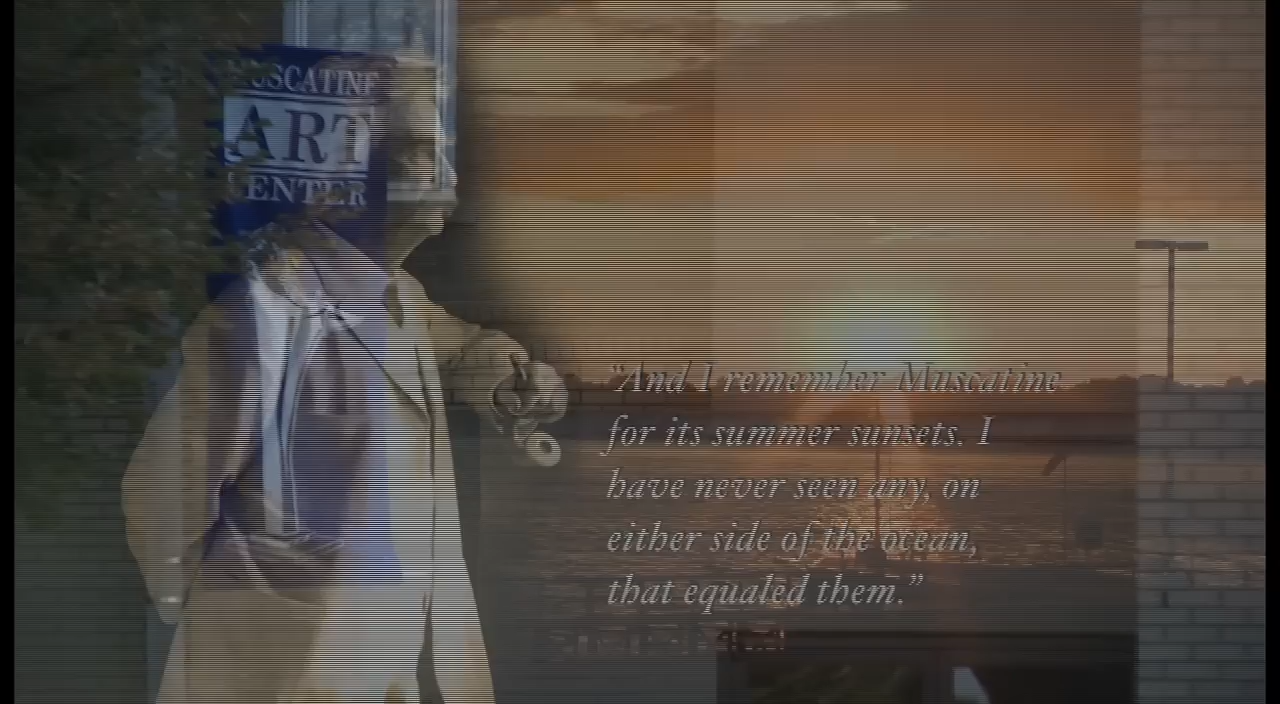 MUSCATINE
ART
CENTER
“And I remember Muscatine
for its summer sunsets. I
have never seen any, on
either side of the ocean,
that equaled them.”